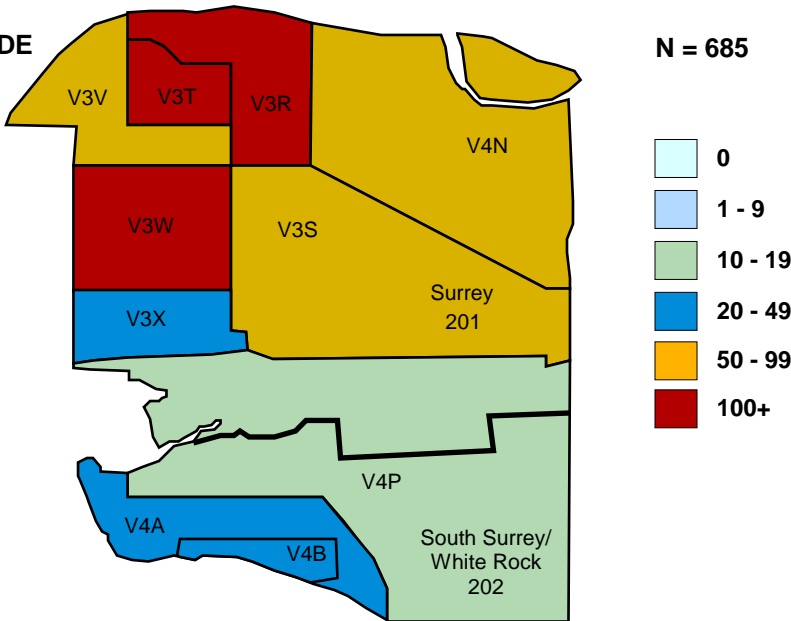 DE
N = 685
V3V
V3T
V3R
V4N
V3W
V3S
V3X
Surrey
201
V4P
V4A
V4B
South Surrey/
White Rock
202
0
1 - 9
10 - 19
20 - 49
50 - 99
100+